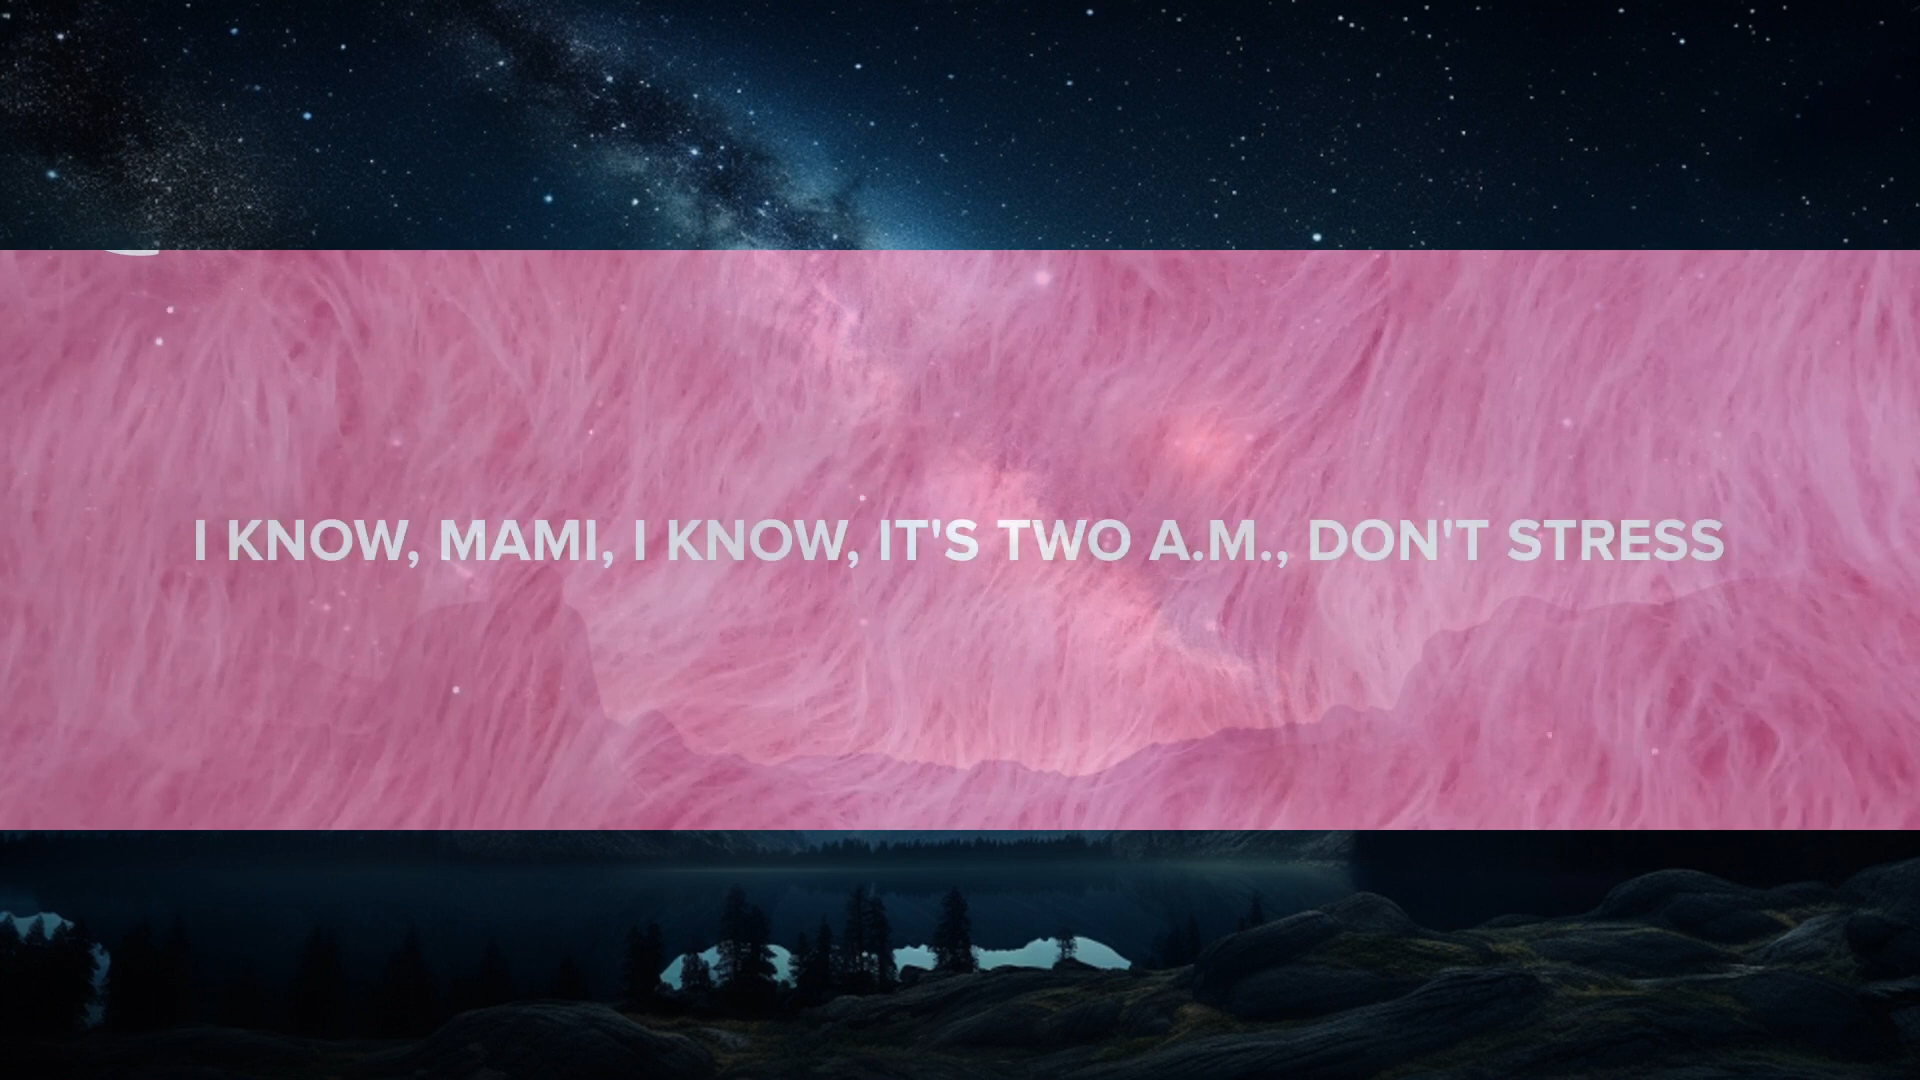 I KNOW, MAMI, I KNOW, IT'S TWO A.M., DON'T STRESS